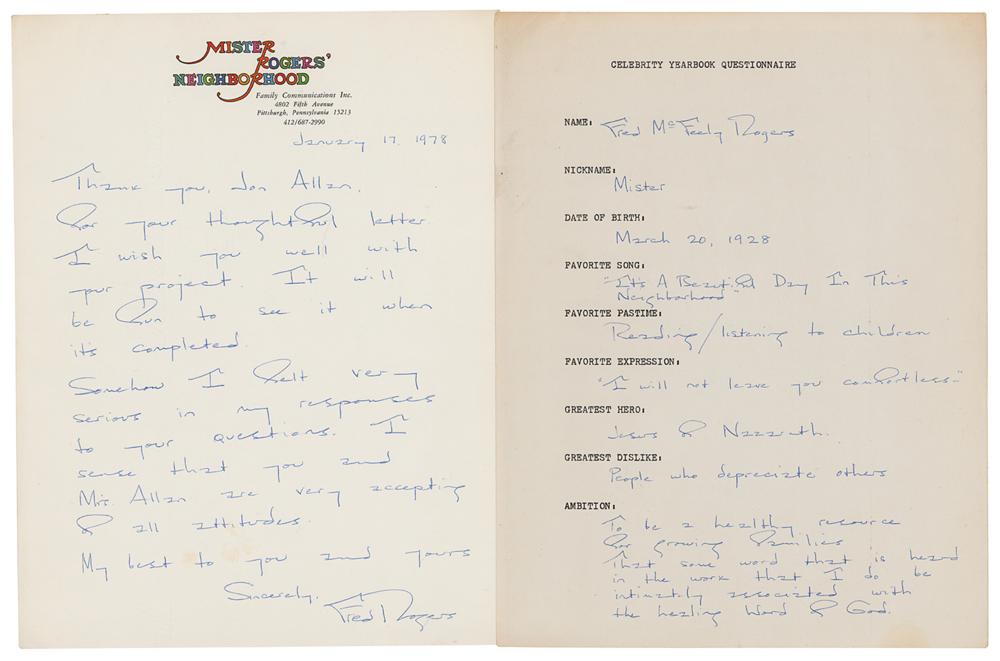 MISTER
ROGERS'
NEIGHBORHOOD
Family Communications Inc.
4802 Fifth Avenue
Pittsburgh, Pennsylvania 15213
412/687-2990
January 17, 1978
Thank you, Jon Allan,
for your thoughtful letter.
I wish you well with
your project. It will
be fun to see it when
it's completed.
Somehow I felt very
serious in my responses
to your questions. I
sense that you and
Mrs. Allan are very accepting
of all attitudes.
My best to you and yours
Sincerely,
Fred Rogers
CELEBRITY YEARBOOK QUESTIONNAIRE
NAME: Fred McFeely Rogers
NICKNAME:
Mister
DATE OF BIRTH:
March 20, 1928
FAVORITE SONG:
"It's A Beautiful Day In This
Neighborhood"
FAVORITE PASTIME:
Reading/listening to children
FAVORITE EXPRESSION:
"I will not leave you comfortless."
GREATEST HERO:
Jesus of Nazareth.
GREATEST DISLIKE:
People who depreciate others
AMBITION:
To be a healthy resource
for growing families
That some word that is heard
in the work that I do be
intimately associated with
the healing Word of God.